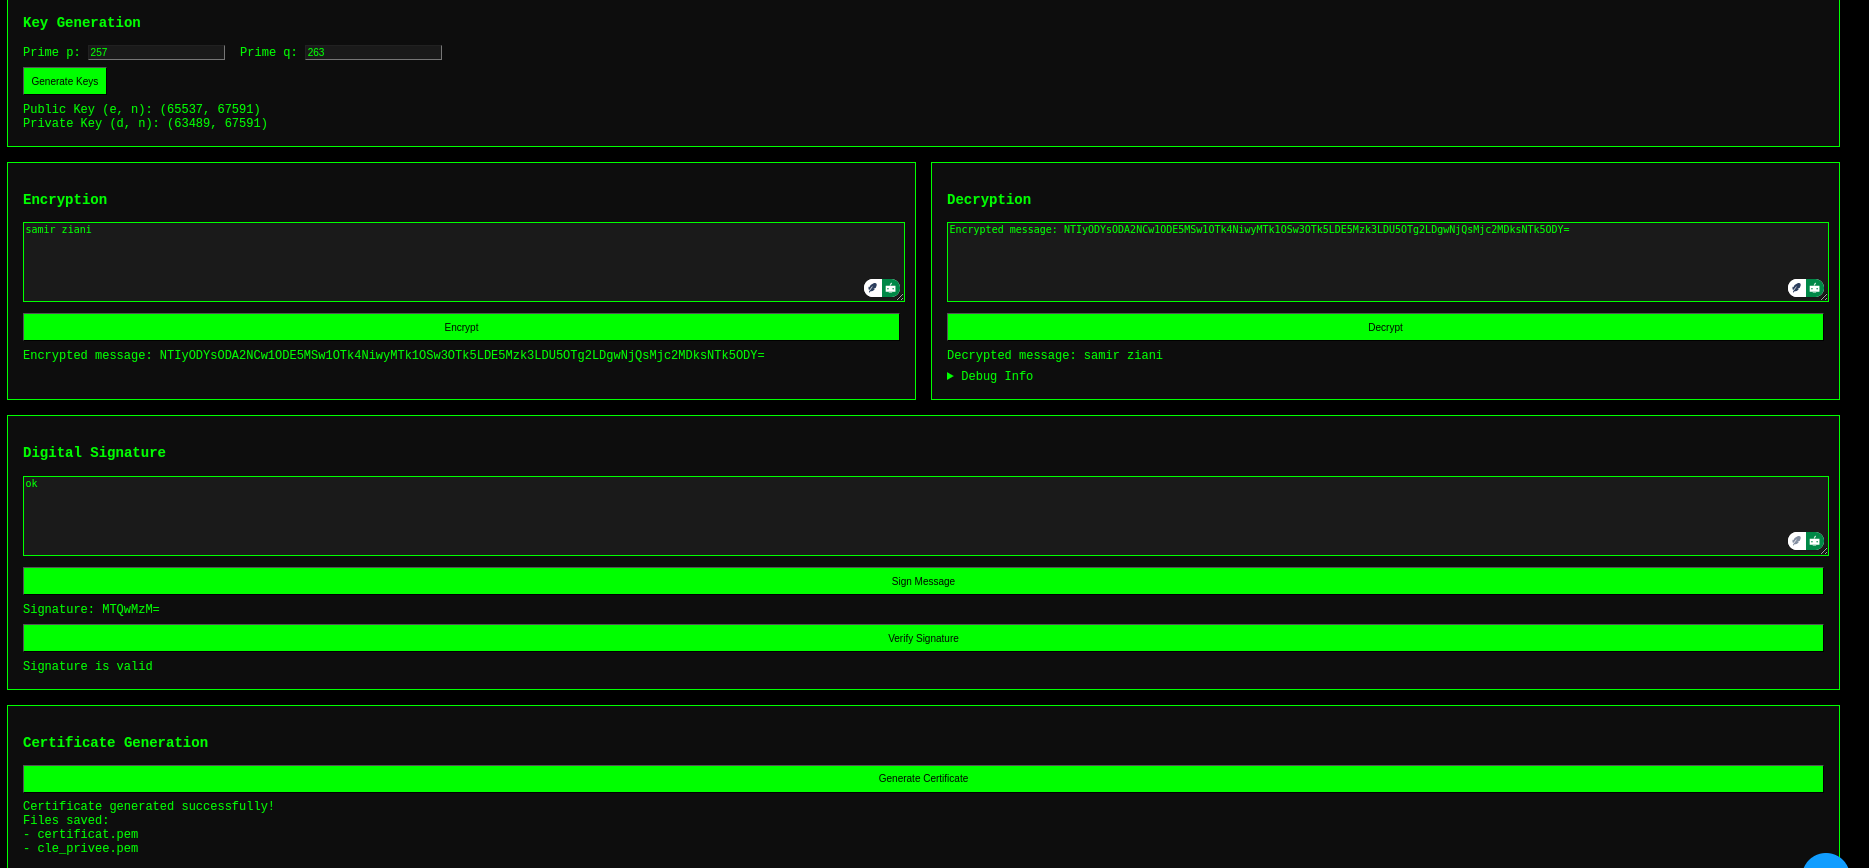 Key Generation
Prime p: 257 Prime q: 263
Generate Keys
Public Key (e, n): (65537, 67591)
Private Key (d, n): (63489, 67591)
Encryption
samir ziani
Encrypt
Encrypted message: NTIyODYsODA2NCw1ODE5MSw1OTk4NiwyMTk1OSw3OTk5LDE5Mzk3LDU5OTg2LDgwNjQsMjc2MDksNTk5ODY=
Decryption
Encrypted message: NTIyODYsODA2NCw1ODE5MSw1OTk4NiwyMTk1OSw3OTk5LDE5Mzk3LDU5OTg2LDgwNjQsMjc2MDksNTk5ODY=
Decrypt
Decrypted message: samir ziani
Debug Info
Digital Signature
ok
Sign Message
Signature: MTQwMzM=
Verify Signature
Signature is valid
Certificate Generation
Generate Certificate
Certificate generated successfully!
Files saved:
- certificat.pem
- cle_privee.pem